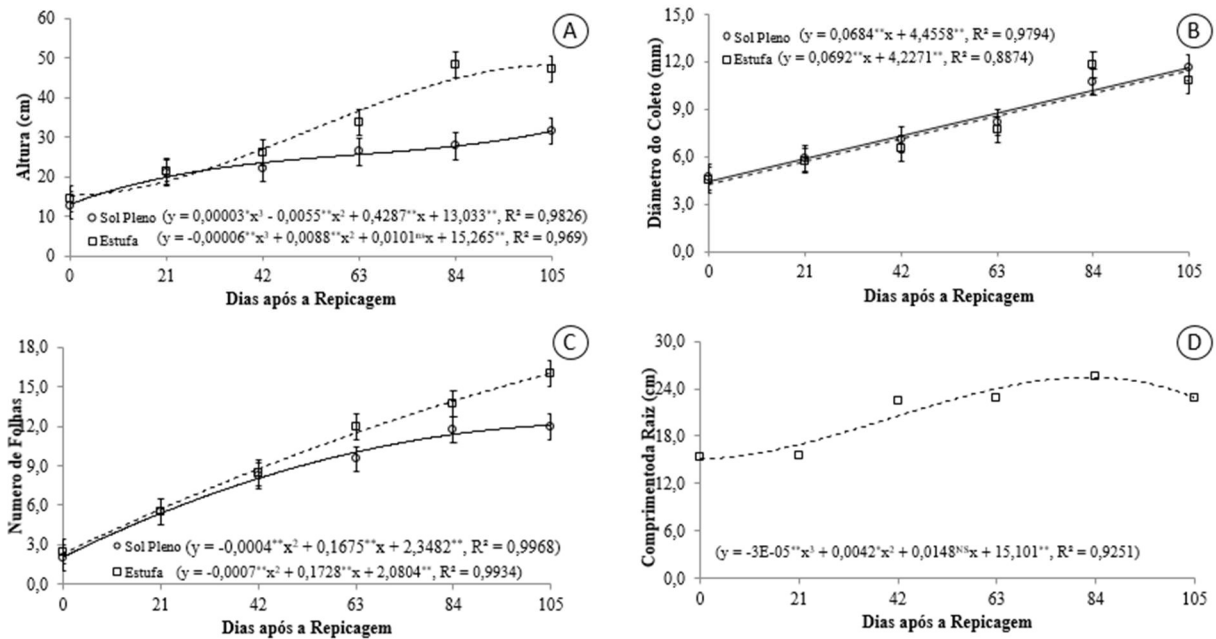 A
Altura (cm)
60
50
40
30
20
10
0
Sol Pleno (y = 0,00003*x³ - 0,0055**x² + 0,4287**x + 13,033**, R² = 0,9826)
Estufa (y = -0,00006**x³ + 0,0088**x² + 0,0101ⁿˢx + 15,265**, R² = 0,969)
0 21 42 63 84 105
Dias após a Repicagem
B
Diâmetro do Coleto (mm)
15,0
12,0
9,0
6,0
3,0
0,0
Sol Pleno (y = 0,0684**x + 4,4558**, R² = 0,9794)
Estufa (y = 0,0692**x + 4,2271**, R² = 0,8874)
0 21 42 63 84 105
Dias após a Repicagem
C
Numero de Folhas
18,0
15,0
12,0
9,0
6,0
3,0
0,0
Sol Pleno (y = -0,0004**x² + 0,1675**x + 2,3482**, R² = 0,9968)
Estufa (y = -0,0007**x² + 0,1728**x + 2,0804**, R² = 0,9934)
0 21 42 63 84 105
Dias após a Repicagem
D
Comprimentoda Raiz (cm)
30,0
24,0
18,0
12,0
6,0
0,0
(y = -3E-05**x³ + 0,0042*x² + 0,0148ᴺˢx + 15,101**, R² = 0,9251)
0 21 42 63 84 105
Dias após a Repicagem